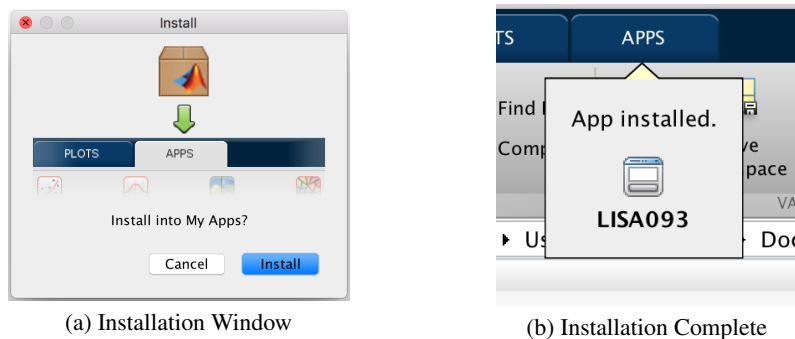 Install
PLOTS
APPS
Install into My Apps?
Cancel
Install
(a) Installation Window
TS
APPS
Find
Comp
App installed.
LISA093
ve
pace
VA
Us
Doc
(b) Installation Complete